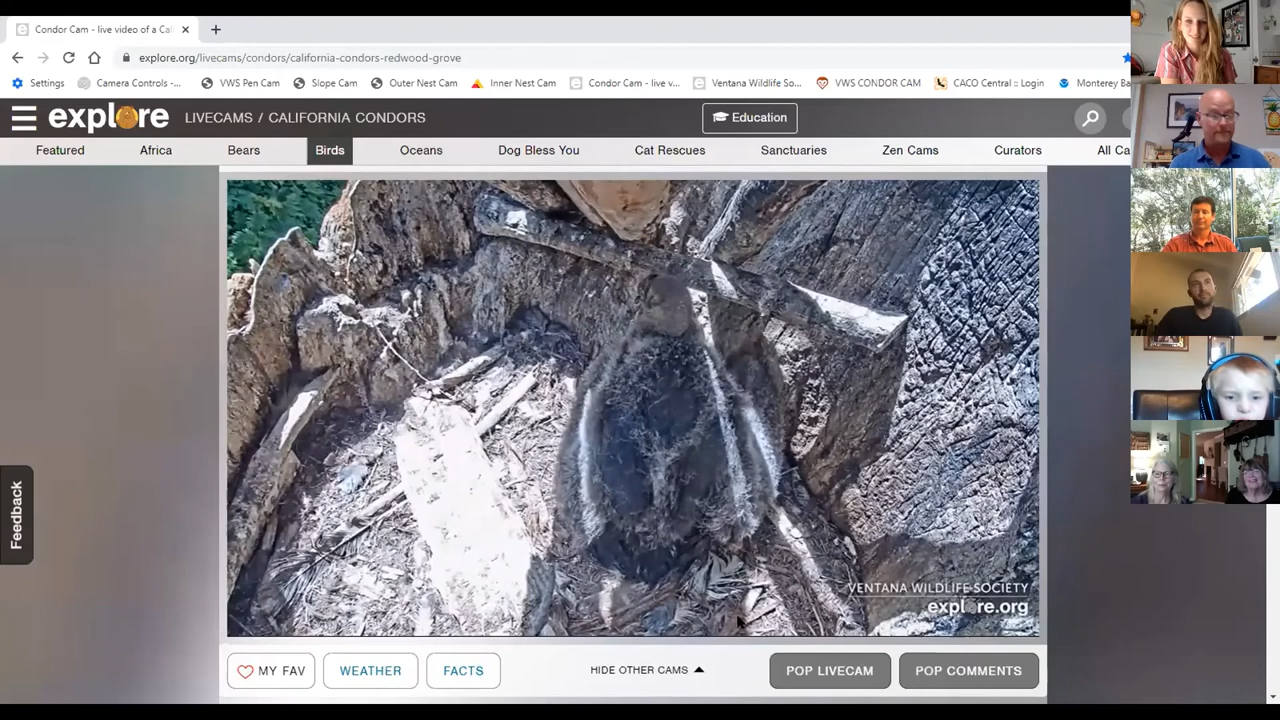 Condor Cam - live video of a Cal
explore.org/livecams/condors/california-condors-redwood-grove
Settings Camera Controls -... VWS Pen Cam Slope Cam Outer Nest Cam Inner Nest Cam Condor Cam - live v... Ventana Wildlife So... VWS CONDOR CAM CACO Central :: Login Monterey Ba
explore LIVECAMS / CALIFORNIA CONDORS Education
Featured Africa Bears Birds Oceans Dog Bless You Cat Rescues Sanctuaries Zen Cams Curators All Ca
VENTANA WILDLIFE SOCIETY
explore.org
Feedback
MY FAV WEATHER FACTS HIDE OTHER CAMS POP LIVECAM POP COMMENTS